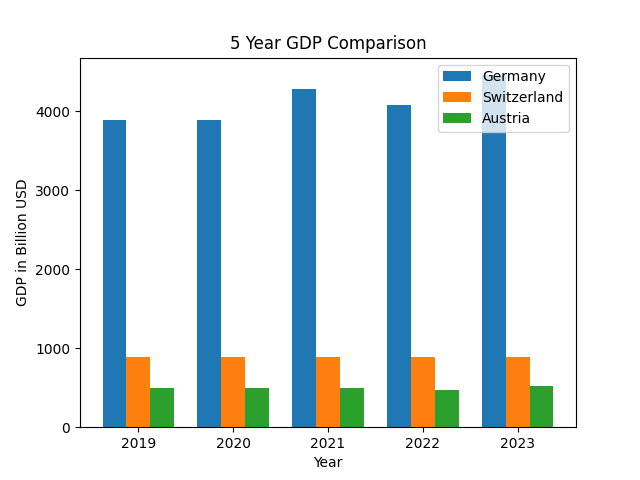 5 Year GDP Comparison
Germany
Switzerland
Austria
4000
3000
2000
1000
0
GDP in Billion USD
2019 2020 2021 2022 2023
Year